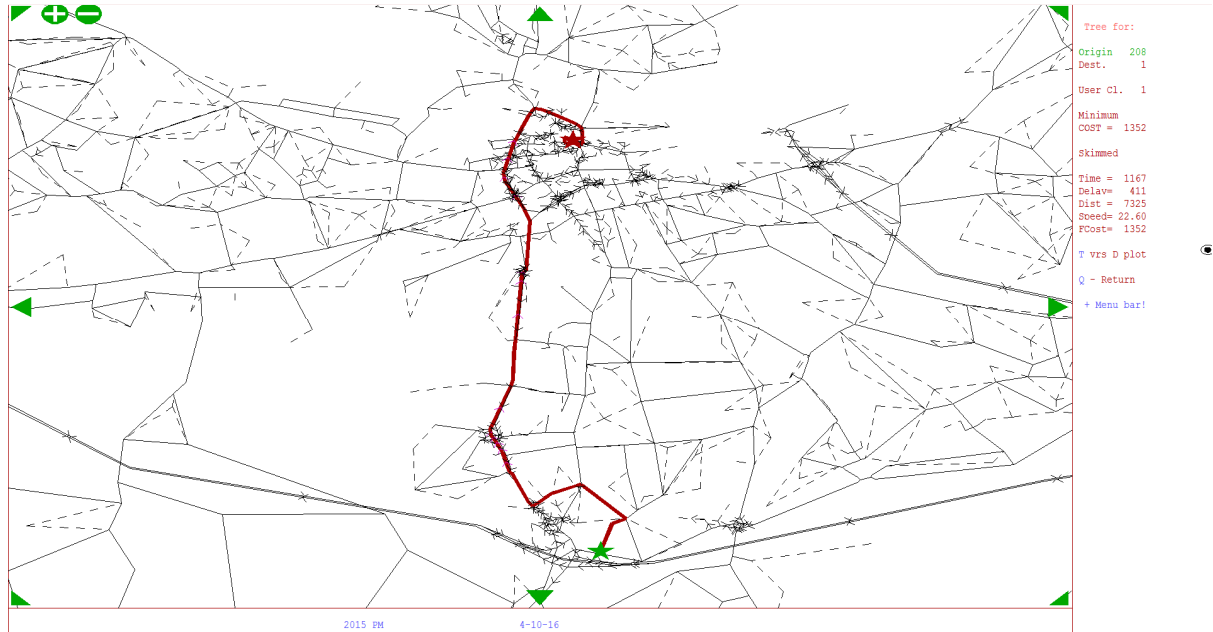 Tree for:
Origin 208
Dest. 1
User Cl. 1
Minimum
COST = 1352
Skimmed
Time = 1167
Delav= 411
Dist = 7325
Speed= 22.60
FCost= 1352
T vrs D plot
Q - Return
+ Menu bar!
2015 PM 4-10-16